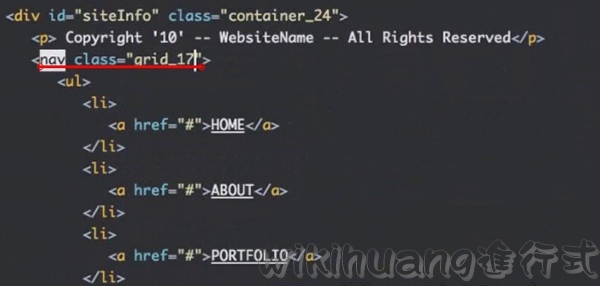 <div id="siteInfo" class="container_24">
<p> Copyright '10' -- WebsiteName -- All Rights Reserved</p>
<nav class="grid_17">
<ul>
<li>
<a href="#">HOME</a>
</li>
<li>
<a href="#">ABOUT</a>
</li>
<li>
<a href="#">PORTFOLIO</a>
</li>
wikihuang進行式